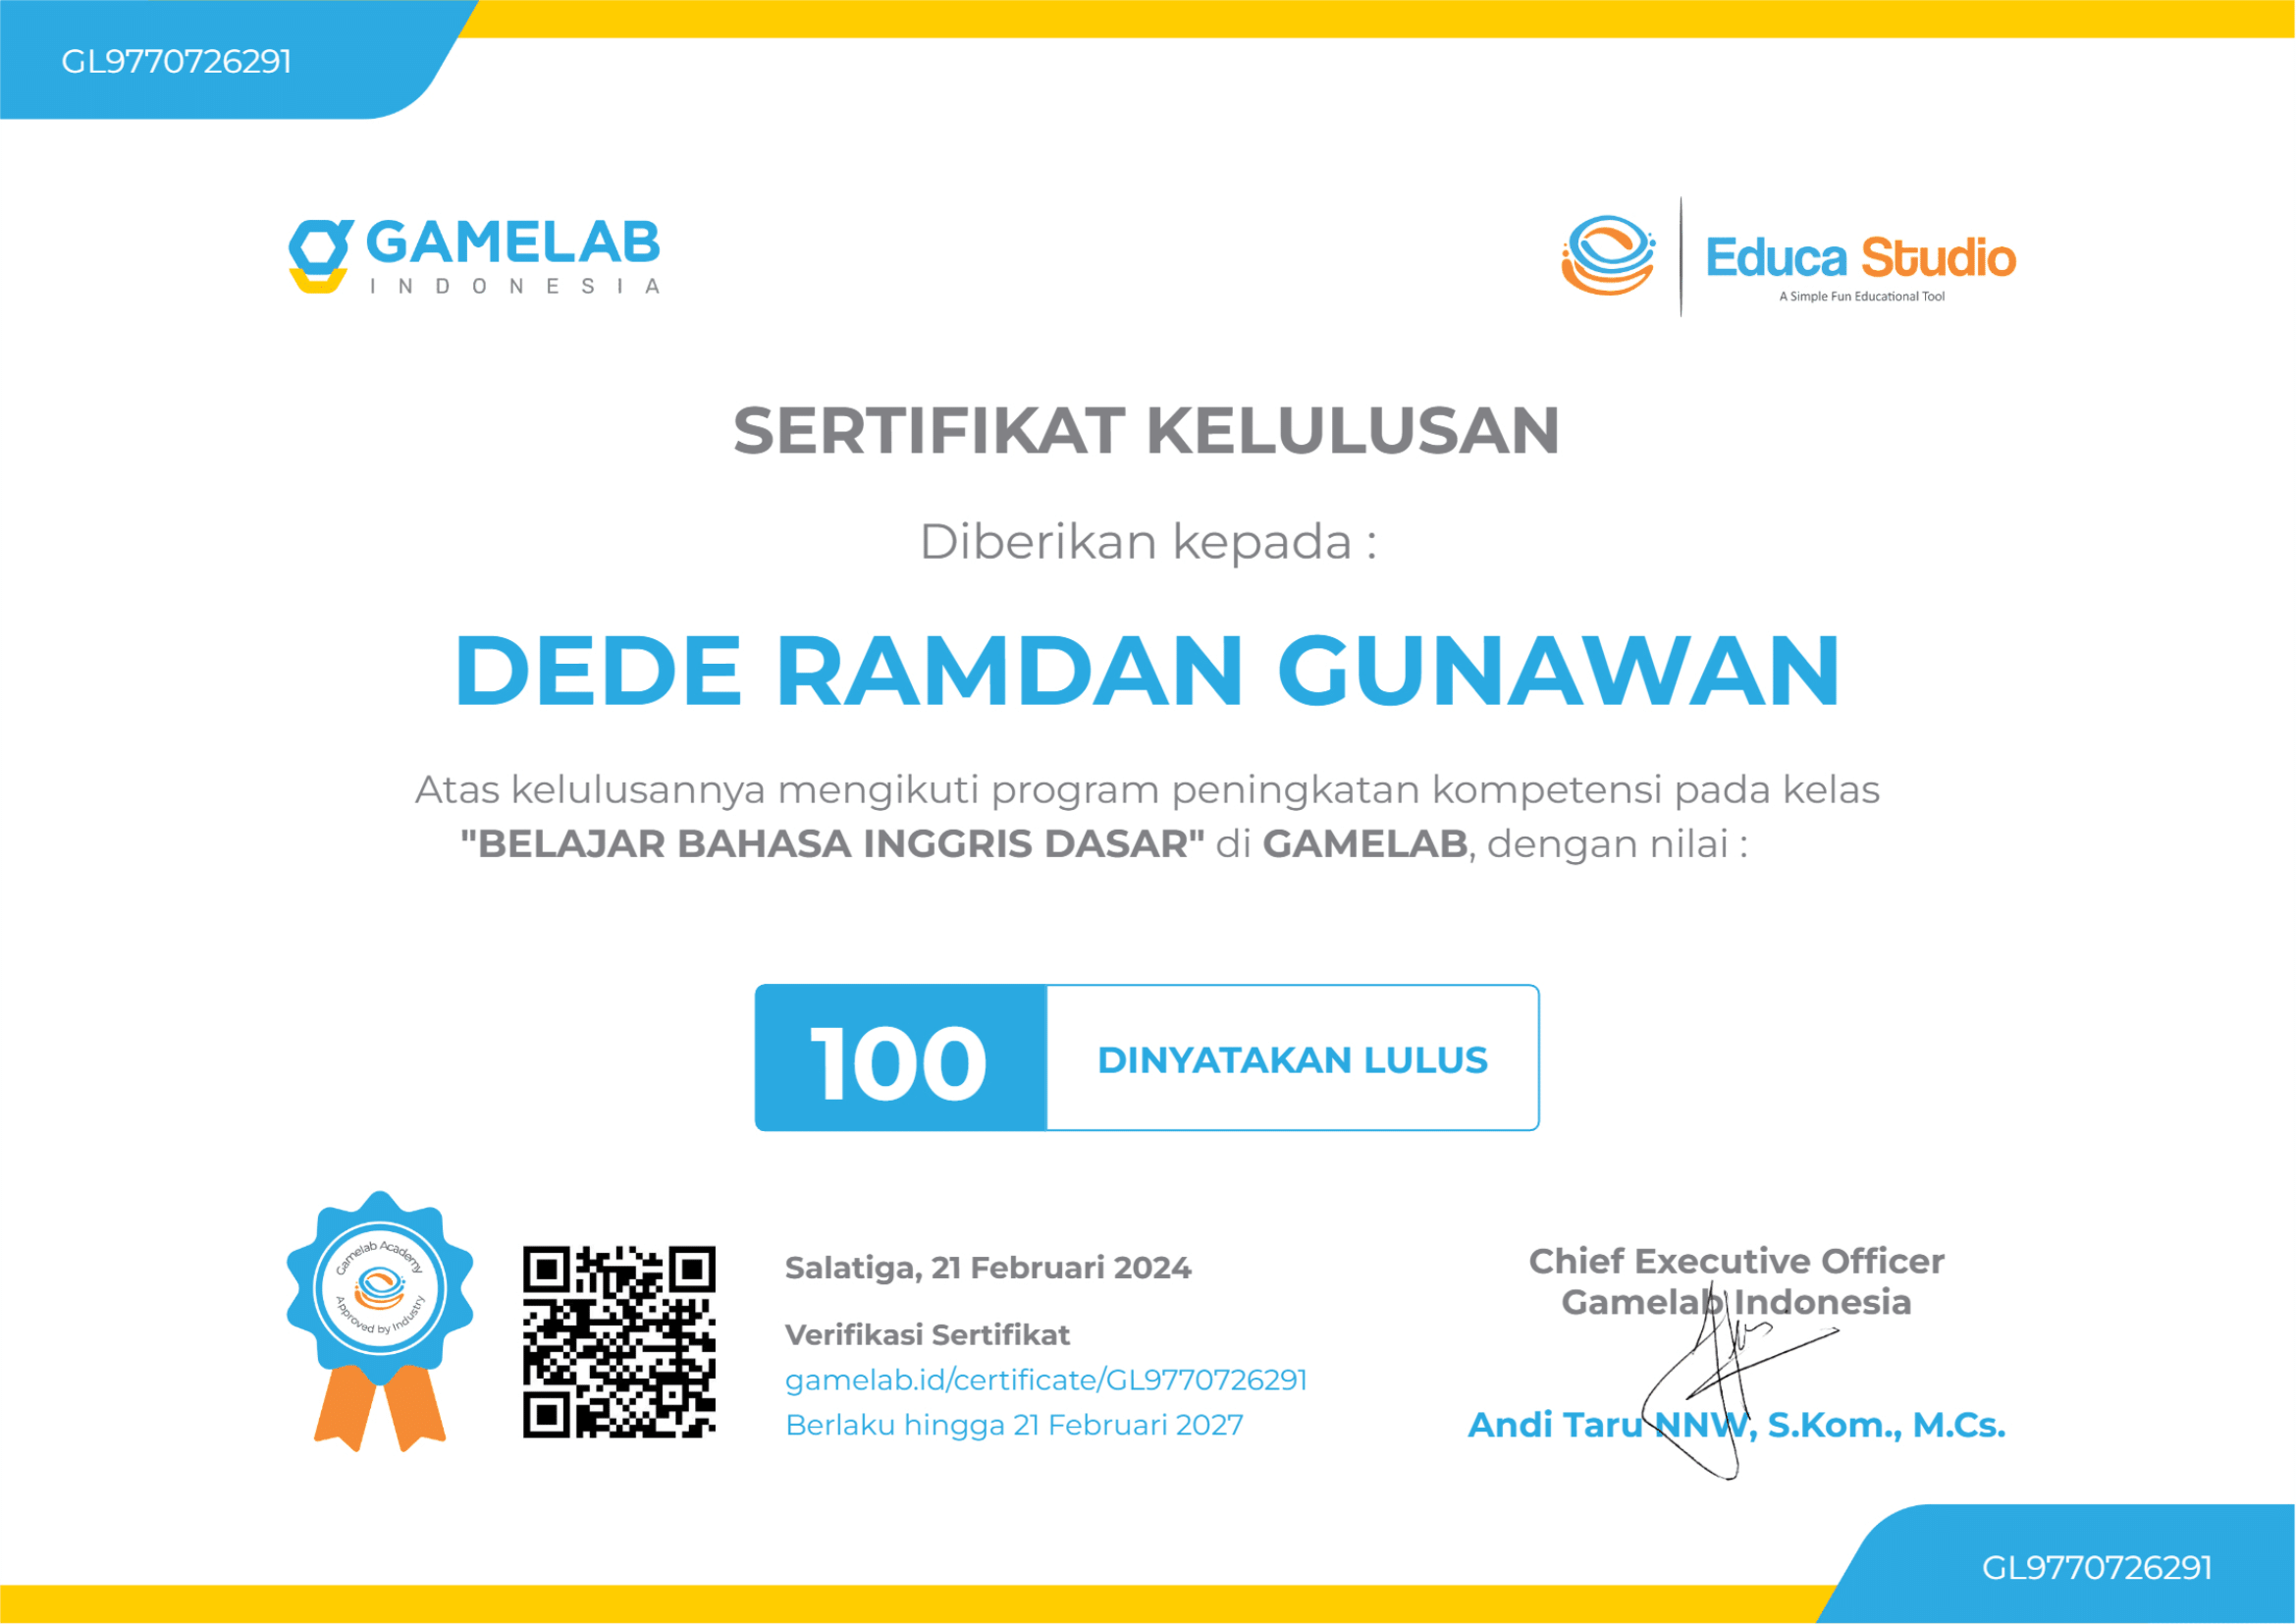 GL9770726291
GAMELAB
INDONESIA
Educa Studio
A Simple Fun Educational Tool
SERTIFIKAT KELULUSAN
Diberikan kepada :
DEDE RAMDAN GUNAWAN
Atas kelulusannya mengikuti program peningkatan kompetensi pada kelas
"BELAJAR BAHASA INGGRIS DASAR" di GAMELAB, dengan nilai :
100
DINYATAKAN LULUS
Gamelab Academy
Approved by Industry
Salatiga, 21 Februari 2024
Verifikasi Sertifikat
gamelab.id/certificate/GL9770726291
Berlaku hingga 21 Februari 2027
Chief Executive Officer
Gamelab Indonesia
Andi Taru NNW, S.Kom., M.Cs.
GL9770726291